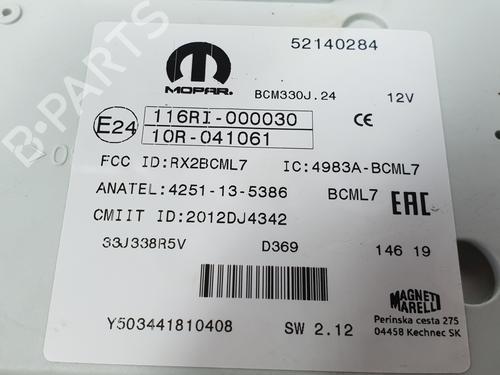 52140284
MOPAR.
BCM330J.24 12V
E24 116RI-000030 CE
10R-041061
FCC ID:RX2BCML7 IC:4983A-BCML7
ANATEL:4251-13-5386 BCML7 EAC
CMIIT ID:2012DJ4342
33J338R5V D369 146 19
MAGNETI
MARELLI
Perinska cesta 275
Y503441810408 SW 2.12 04458 Kechnec SK
B-PARTS